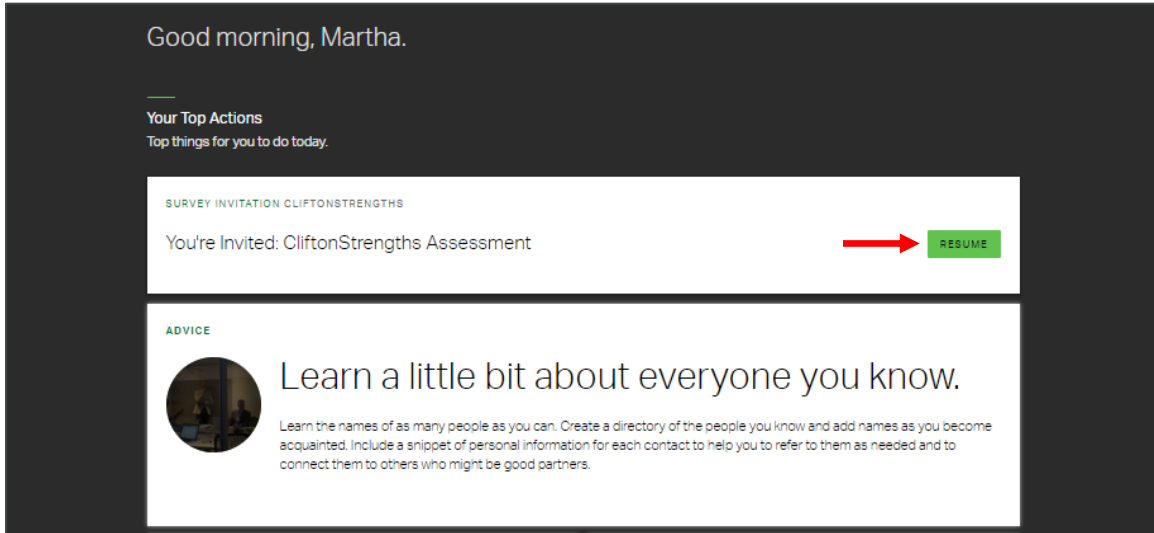 Good morning, Martha.
Your Top Actions
Top things for you to do today.
SURVEY INVITATION CLIFTONSTRENGTHS
You're Invited: CliftonStrengths Assessment
RESUME
ADVICE
Learn a little bit about everyone you know.
Learn the names of as many people as you can. Create a directory of the people you know and add names as you become
acquainted. Include a snippet of personal information for each contact to help you to refer to them as needed and to
connect them to others who might be good partners.